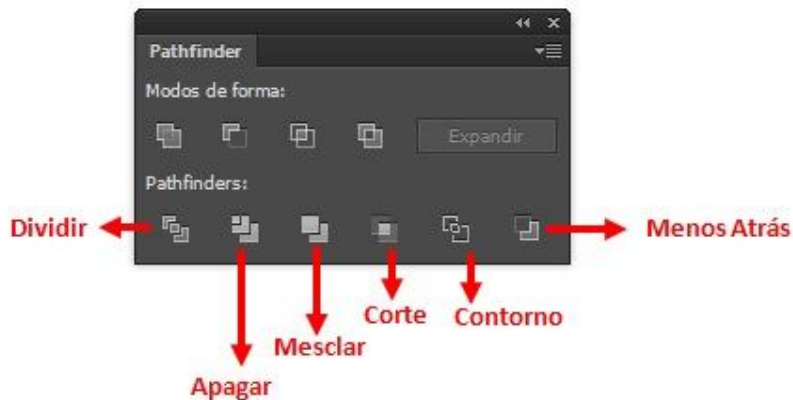 Pathfinder
Modos de forma:
Expandir
Pathfinders:
Dividir
Menos Atrás
Corte
Contorno
Mesclar
Apagar